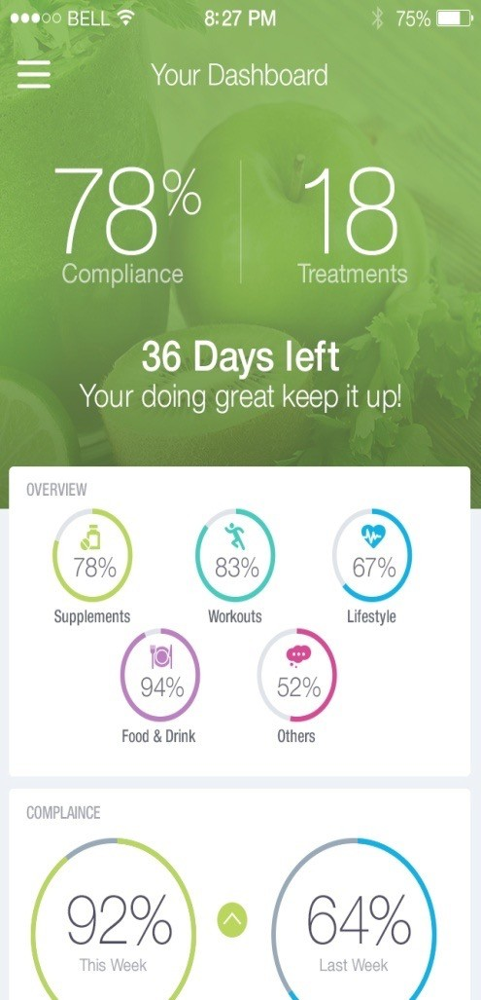 BELL 8:27 PM 75%
Your Dashboard
78% 18
Compliance Treatments
36 Days left
Your doing great keep it up!
OVERVIEW
78% 83% 67%
Supplements Workouts Lifestyle
94% 52%
Food & Drink Others
COMPLAINCE
92% 64%
This Week Last Week